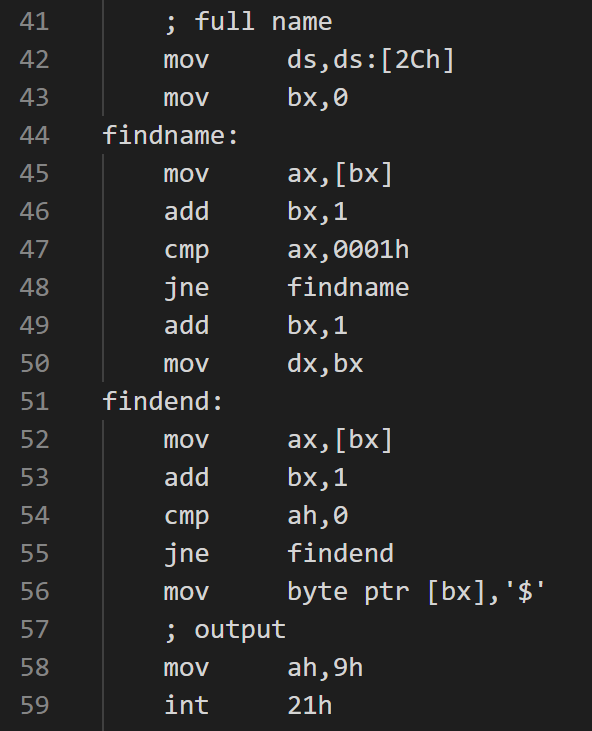 41 ; full name
42 mov ds,ds:[2Ch]
43 mov bx,0
44 findname:
45 mov ax,[bx]
46 add bx,1
47 cmp ax,0001h
48 jne findname
49 add bx,1
50 mov dx,bx
51 findend:
52 mov ax,[bx]
53 add bx,1
54 cmp ah,0
55 jne findend
56 mov byte ptr [bx],'$'
57 ; output
58 mov ah,9h
59 int 21h